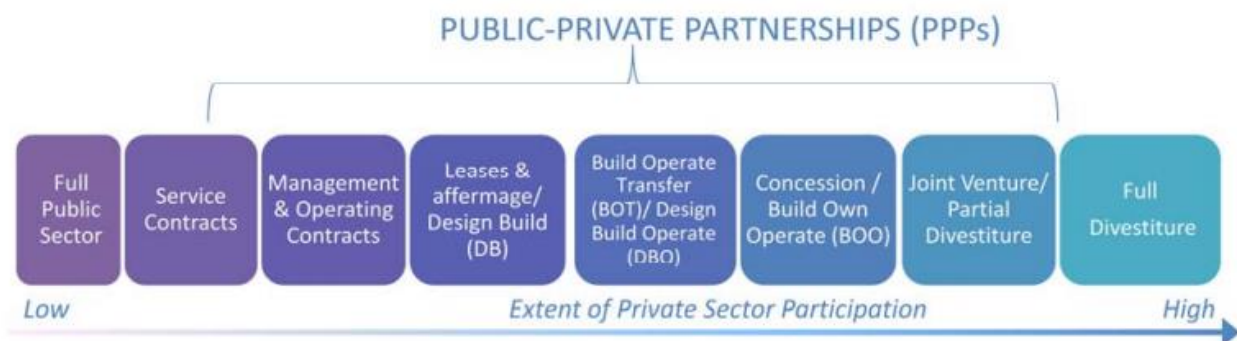 PUBLIC-PRIVATE PARTNERSHIPS (PPPs)
Full
Public
Sector
Service
Contracts
Management
& Operating
Contracts
Leases &
affermage/
Design Build
(DB)
Build Operate
Transfer
(BOT)/ Design
Build Operate
(DBO)
Concession /
Build Own
Operate (BOO)
Joint Venture/
Partial
Divestiture
Full
Divestiture
Low
Extent of Private Sector Participation
High